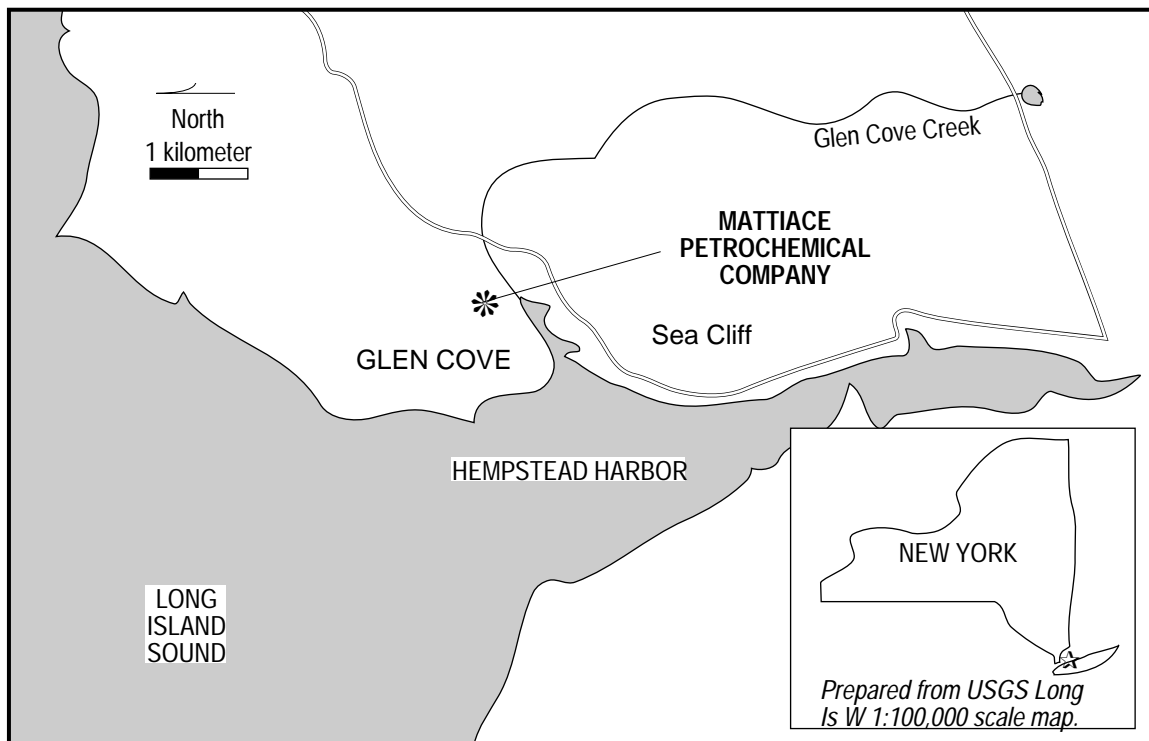 North
1 kilometer
Glen Cove Creek
MATTIACE
PETROCHEMICAL
COMPANY
Sea Cliff
GLEN COVE
HEMPSTEAD HARBOR
LONG
ISLAND
SOUND
NEW YORK
Prepared from USGS Long
Is W 1:100,000 scale map.